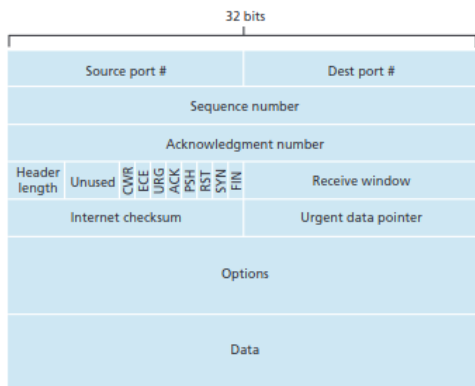 32 bits
Source port # Dest port #
Sequence number
Acknowledgment number
Header length Unused CWR ECE URG ACK PSH RST SYN FIN Receive window
Internet checksum Urgent data pointer
Options
Data